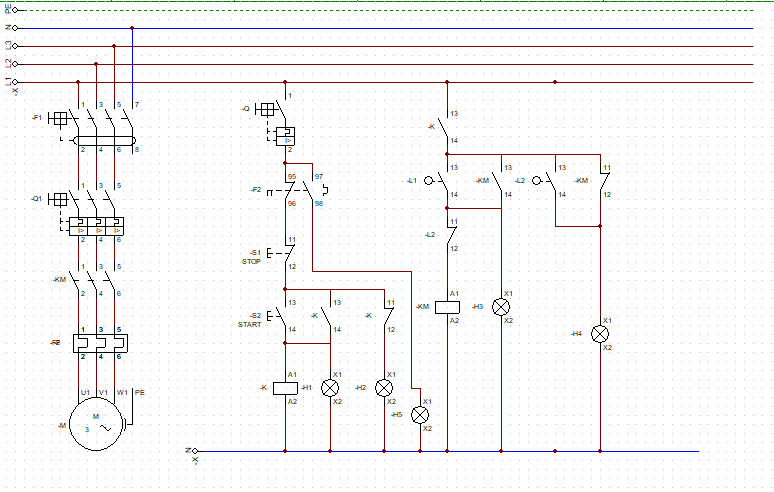 PE
N
L3
L2
L1
-X
1 3 5 7
-F1
2 4 6 8
1 3 5
-Q1
I> I> I>
2 4 6
1 3 5
-KM
2 4 6
1 3 5
2 4 6
U1 V1 W1 PE
M
-M
3
1
-Q
I>
2
95 97
-F2
96 98
11
-S1
STOP
12
13 13 11
-S2 -K -K
START
14 14 12
A1 X1 X1
-K -H1 -H2
A2 X2 X2
X1
-H5
X2
13
-K
14
13 13 13 11
-L1 -KM -L2 -KM
14 14 14 12
11
-L2
12
A1 X1
-KM -H3
A2 X2
X1
-H4
X2
N
-X